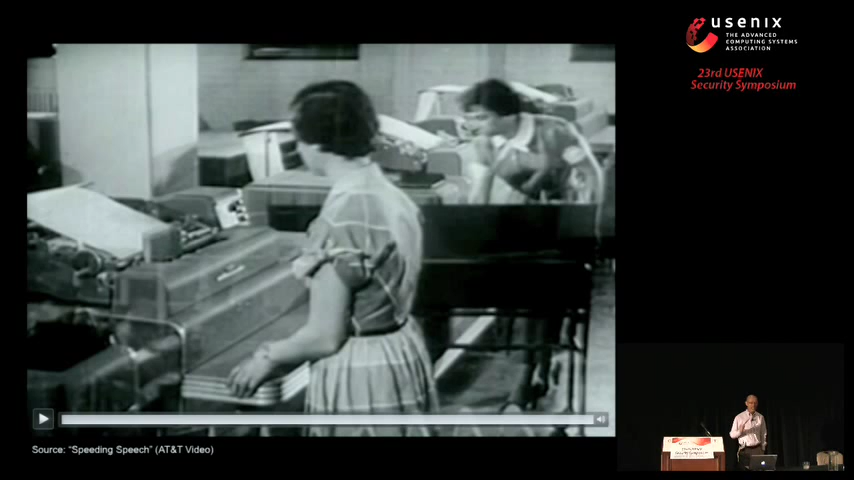 usenix
THE ADVANCED
COMPUTING SYSTEMS
ASSOCIATION
23rd USENIX
Security Symposium
Source: "Speeding Speech" (AT&T Video)